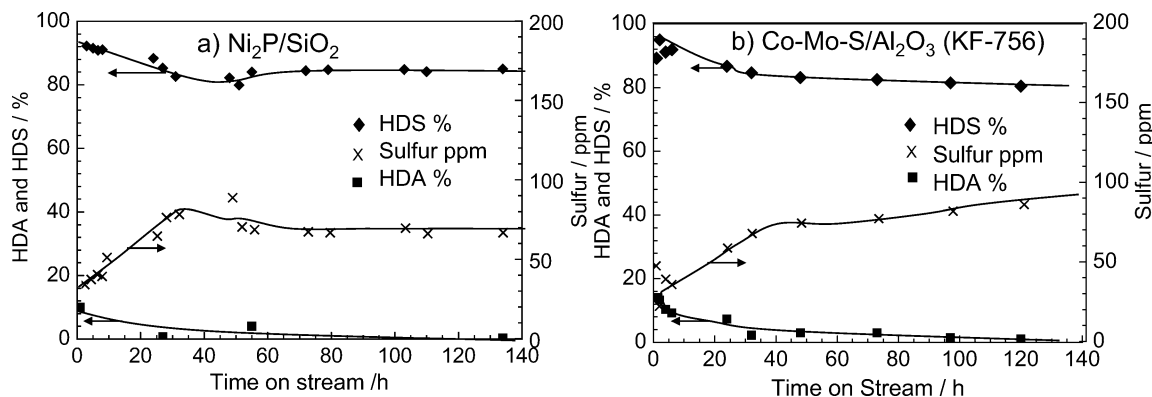 a) Ni2P/SiO2
HDA and HDS / %
100
80
60
40
20
0
200
150
100
50
0
Sulfur / ppm
HDS %
Sulfur ppm
HDA %
0 20 40 60 80 100 120 140
Time on stream /h
b) Co-Mo-S/Al2O3 (KF-756)
HDA and HDS / %
100
80
60
40
20
0
200
150
100
50
0
Sulfur / ppm
HDS %
Sulfur ppm
HDA %
0 20 40 60 80 100 120 140
Time on Stream / h